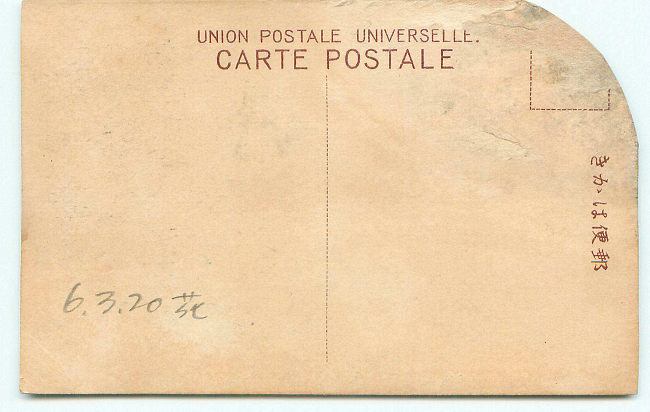 UNION POSTALE UNIVERSELLE.
CARTE POSTALE
きかは便郵
6.3.20